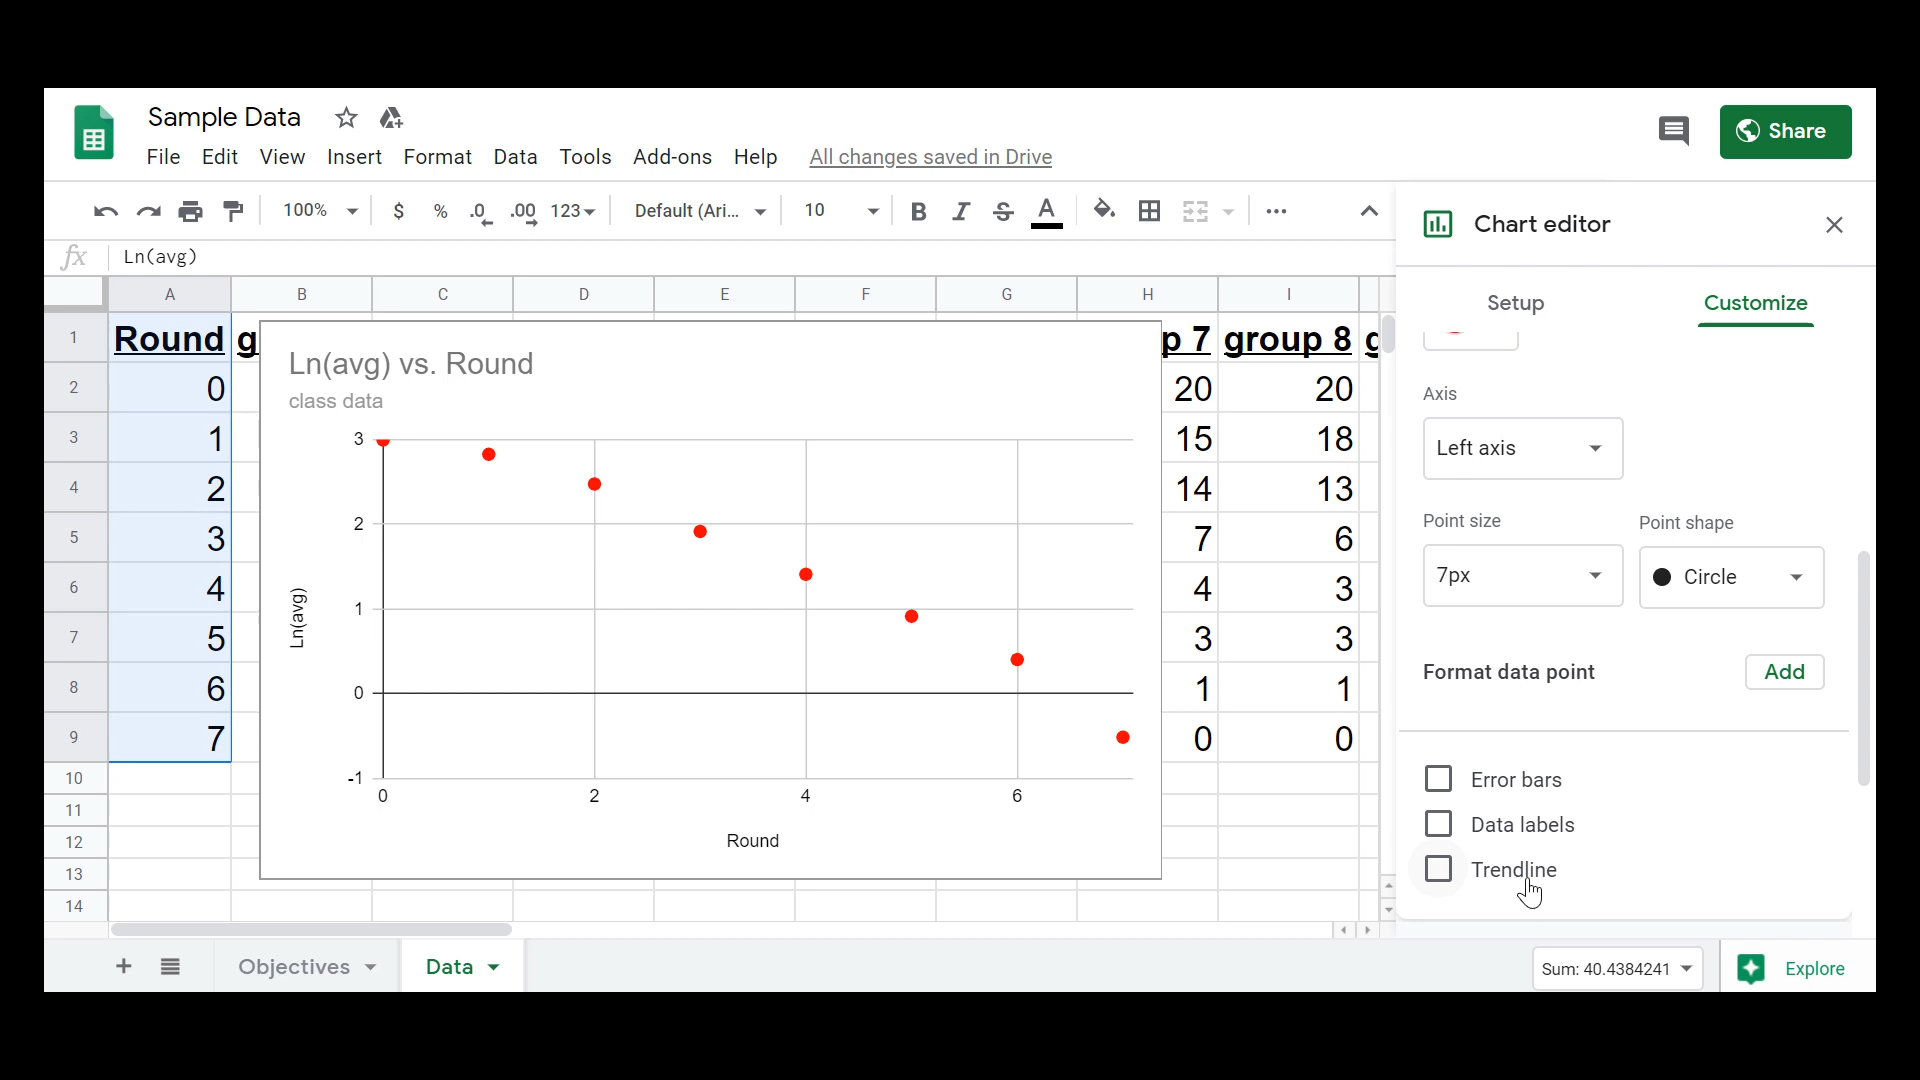 Sample Data
File Edit View Insert Format Data Tools Add-ons Help All changes saved in Drive
Share
100% $ % .0 .00 123 Default (Ari... 10 B I S A
fx Ln(avg)
Chart editor
Setup Customize
A B C D E F G H I
1 Round g p 7 group 8 g
2 0 20 20
3 1 15 18
4 2 14 13
5 3 7 6
6 4 4 3
7 5 3 3
8 6 1 1
9 7 0 0
10
11
12
13
14
Ln(avg) vs. Round
class data
3
2
1
0
-1
Ln(avg)
0 2 4 6
Round
Axis
Left axis
Point size Point shape
7px Circle
Format data point Add
Error bars
Data labels
Trendline
+ Objectives Data Sum: 40.4384241 Explore